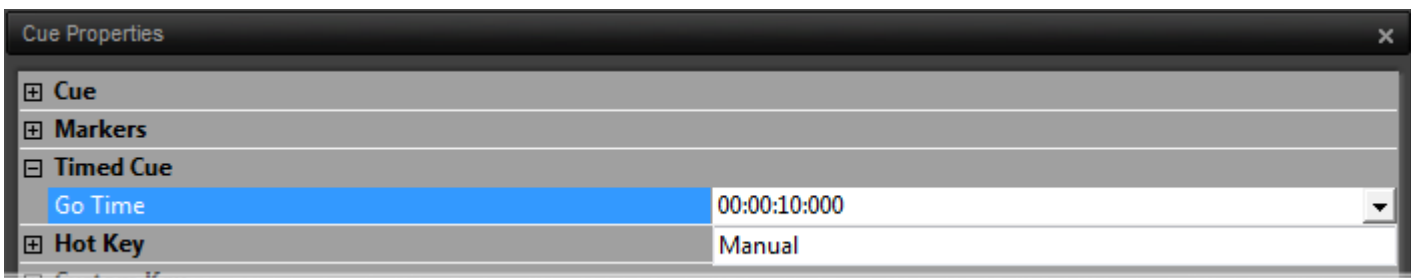 Cue Properties
Cue
Markers
Timed Cue
Go Time 00:00:10:000
Hot Key Manual